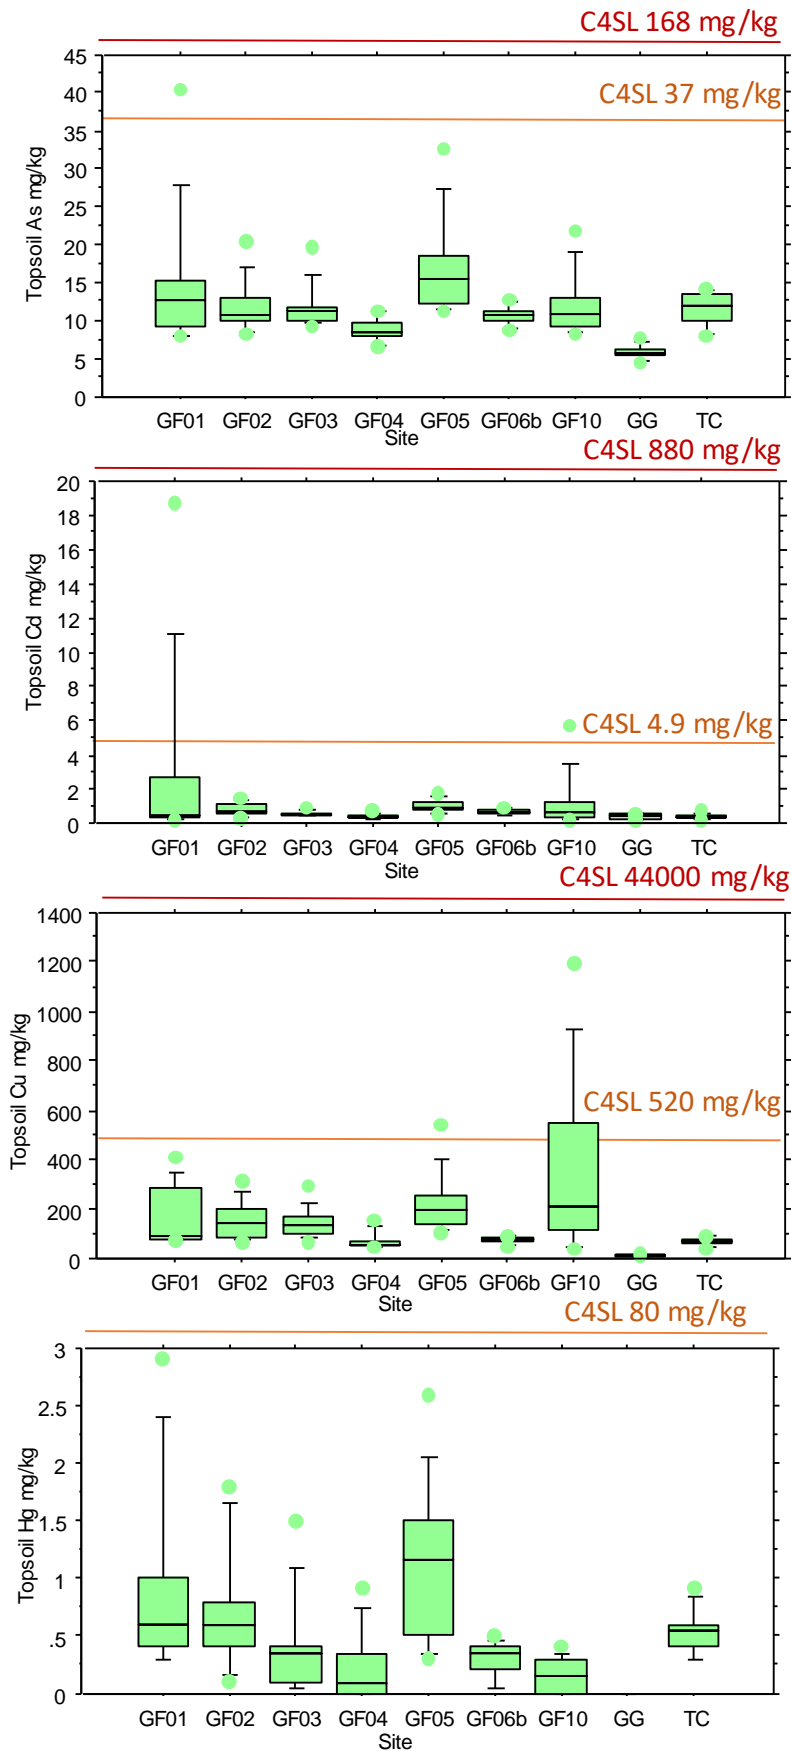 C4SL 168 mg/kg
45
40
35
30
25
20
15
10
5
0
Topsoil As mg/kg
C4SL 37 mg/kg
GF01 GF02 GF03 GF04 GF05 GF06b GF10 GG TC
Site
C4SL 880 mg/kg
20
18
16
14
12
10
8
6
4
2
0
Topsoil Cd mg/kg
C4SL 4.9 mg/kg
GF01 GF02 GF03 GF04 GF05 GF06b GF10 GG TC
Site
C4SL 44000 mg/kg
1400
1200
1000
800
600
400
200
0
Topsoil Cu mg/kg
C4SL 520 mg/kg
GF01 GF02 GF03 GF04 GF05 GF06b GF10 GG TC
Site
C4SL 80 mg/kg
3
2.5
2
1.5
1
.5
0
Topsoil Hg mg/kg
GF01 GF02 GF03 GF04 GF05 GF06b GF10 GG TC
Site